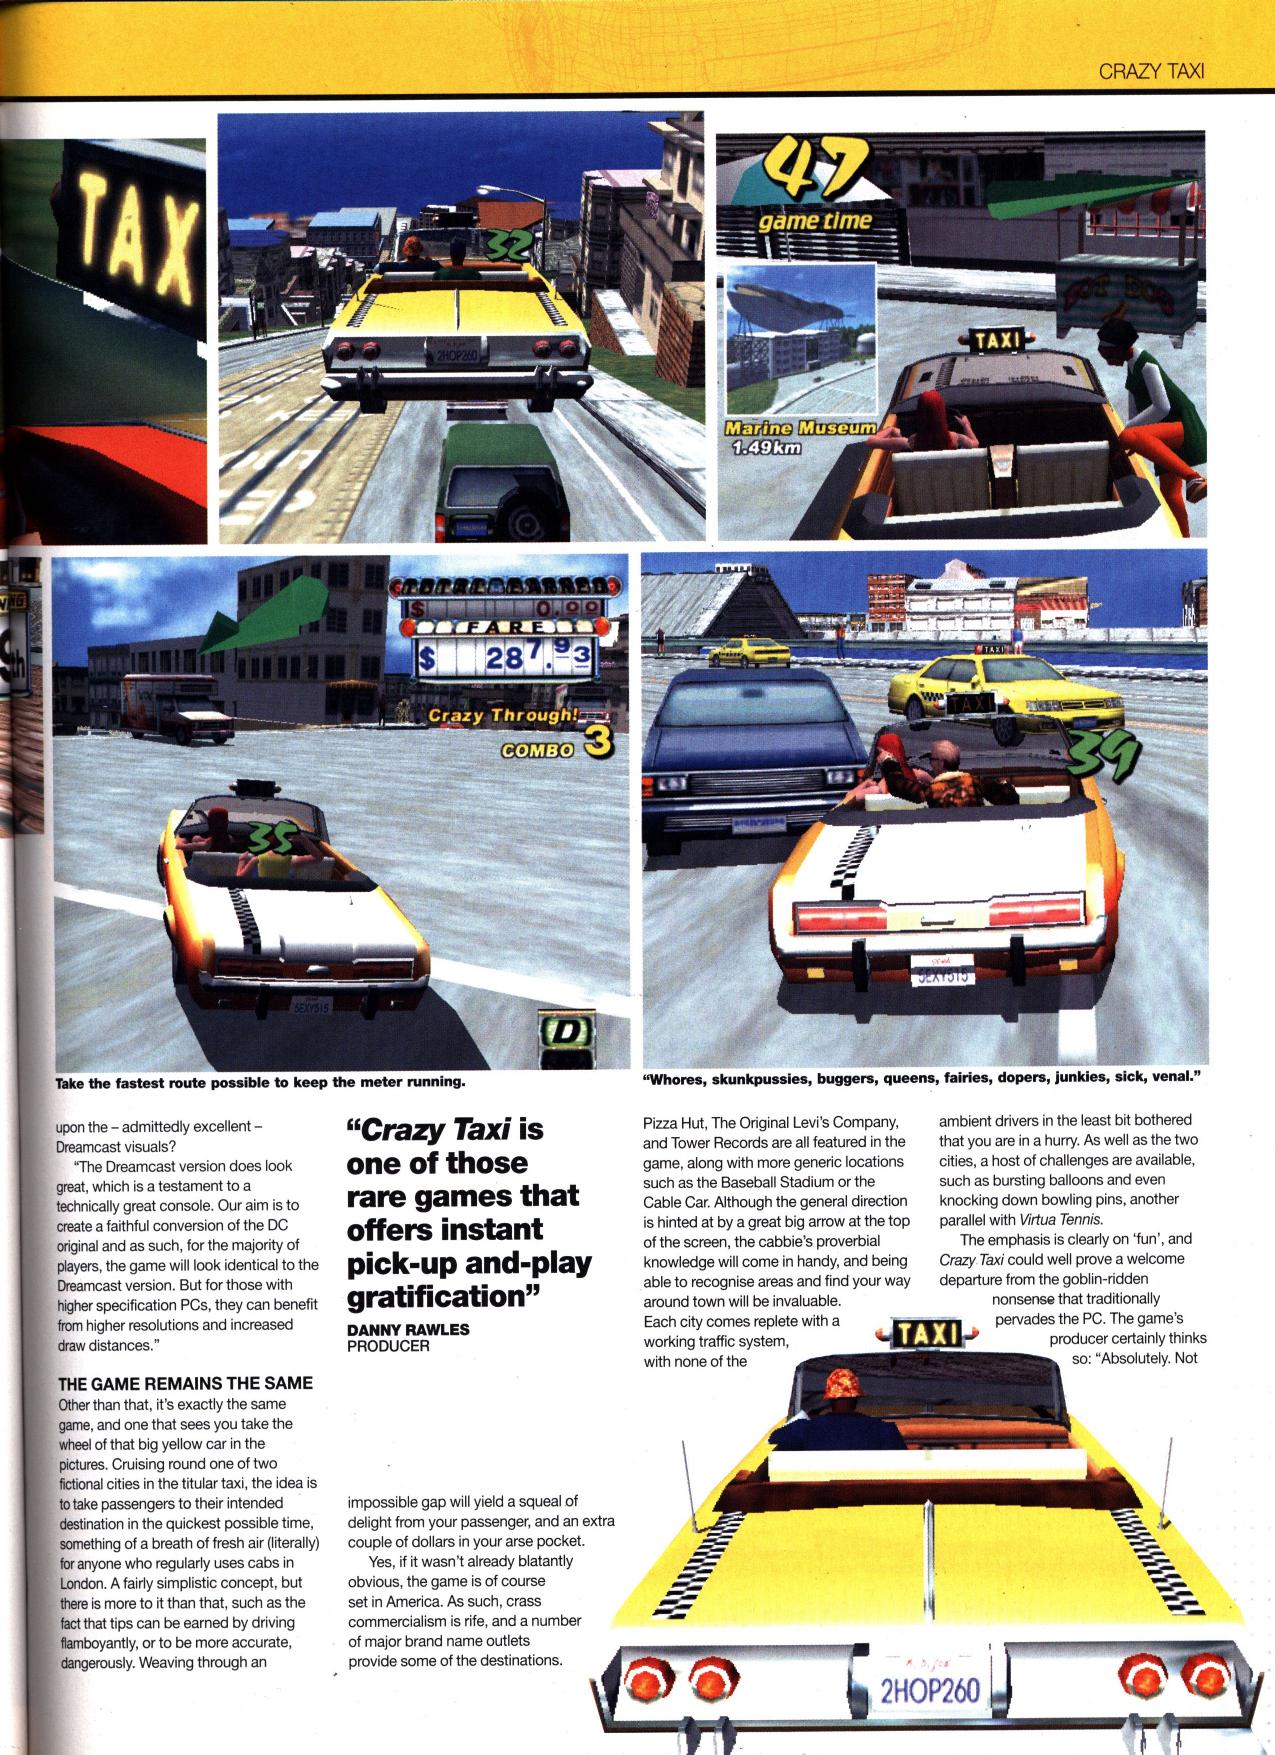 CRAZY TAXI
TAX
32
2HOP260
47
game time
Marine Museum
1.49km
HOT DOG
TAXI
TOTAL EARNED
$ 0.00
FARE
$ 287.93
Crazy Through!
COMBO 3
35
5EXY515
D
TAXI
TAXI
39
5EXY515
Take the fastest route possible to keep the meter running.
“Whores, skunkpussies, buggers, queens, fairies, dopers, junkies, sick, venal.”
upon the – admittedly excellent –
Dreamcast visuals?
“The Dreamcast version does look
great, which is a testament to a
technically great console. Our aim is to
create a faithful conversion of the DC
original and as such, for the majority of
players, the game will look identical to the
Dreamcast version. But for those with
higher specification PCs, they can benefit
from higher resolutions and increased
draw distances.”
THE GAME REMAINS THE SAME
Other than that, it’s exactly the same
game, and one that sees you take the
wheel of that big yellow car in the
pictures. Cruising round one of two
fictional cities in the titular taxi, the idea is
to take passengers to their intended
destination in the quickest possible time,
something of a breath of fresh air (literally)
for anyone who regularly uses cabs in
London. A fairly simplistic concept, but
there is more to it than that, such as the
fact that tips can be earned by driving
flamboyantly, or to be more accurate,
dangerously. Weaving through an
“Crazy Taxi is
one of those
rare games that
offers instant
pick-up and-play
gratification”
DANNY RAWLES
PRODUCER
impossible gap will yield a squeal of
delight from your passenger, and an extra
couple of dollars in your arse pocket.
Yes, if it wasn’t already blatantly
obvious, the game is of course
set in America. As such, crass
commercialism is rife, and a number
of major brand name outlets
provide some of the destinations.
Pizza Hut, The Original Levi’s Company,
and Tower Records are all featured in the
game, along with more generic locations
such as the Baseball Stadium or the
Cable Car. Although the general direction
is hinted at by a great big arrow at the top
of the screen, the cabbie’s proverbial
knowledge will come in handy, and being
able to recognise areas and find your way
around town will be invaluable.
Each city comes replete with a
working traffic system,
with none of the
ambient drivers in the least bit bothered
that you are in a hurry. As well as the two
cities, a host of challenges are available,
such as bursting balloons and even
knocking down bowling pins, another
parallel with Virtua Tennis.
The emphasis is clearly on ‘fun’, and
Crazy Taxi could well prove a welcome
departure from the goblin-ridden
nonsense that traditionally
pervades the PC. The game’s
producer certainly thinks
so: “Absolutely. Not
TAXI
2HOP260